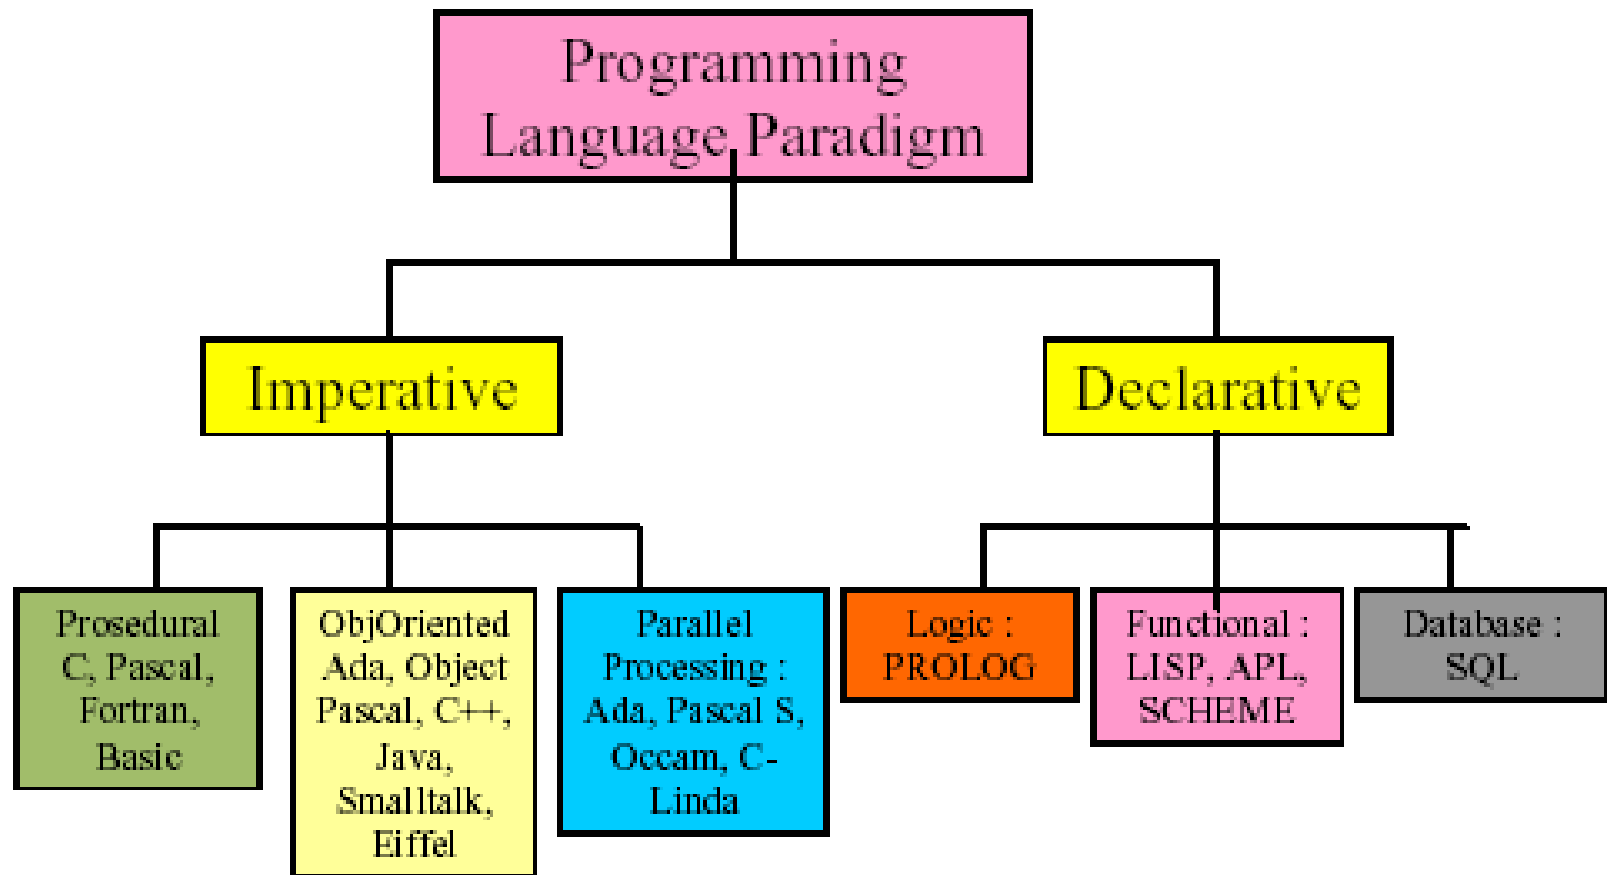 Programming
Language Paradigm
Imperative
Declarative
Prosedural
C, Pascal,
Fortran,
Basic
ObjOriented
Ada, Object
Pascal, C++,
Java,
Smalltalk,
Eiffel
Parallel
Processing :
Ada, Pascal S,
Occam, C-
Linda
Logic :
PROLOG
Functional :
LISP, APL,
SCHEME
Database :
SQL